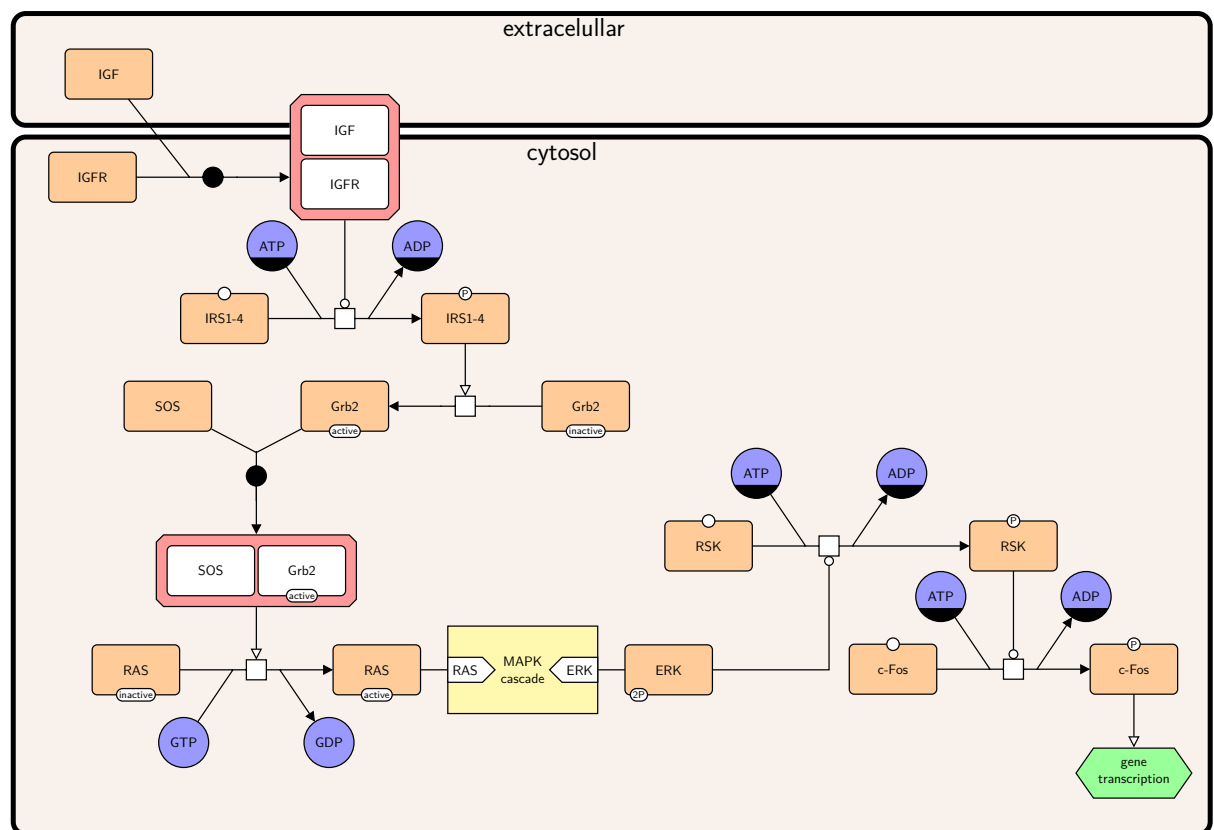 extracelullar
IGF
IGF
cytosol
IGFR
IGFR
ATP
ADP
P
IRS1-4
IRS1-4
SOS
Grb2
Grb2
active
inactive
ATP
ADP
P
RSK
RSK
SOS
Grb2
active
ATP
ADP
P
RAS
inactive
RAS
active
RAS
MAPK
cascade
ERK
ERK
2P
c-Fos
c-Fos
GTP
GDP
gene
transcription